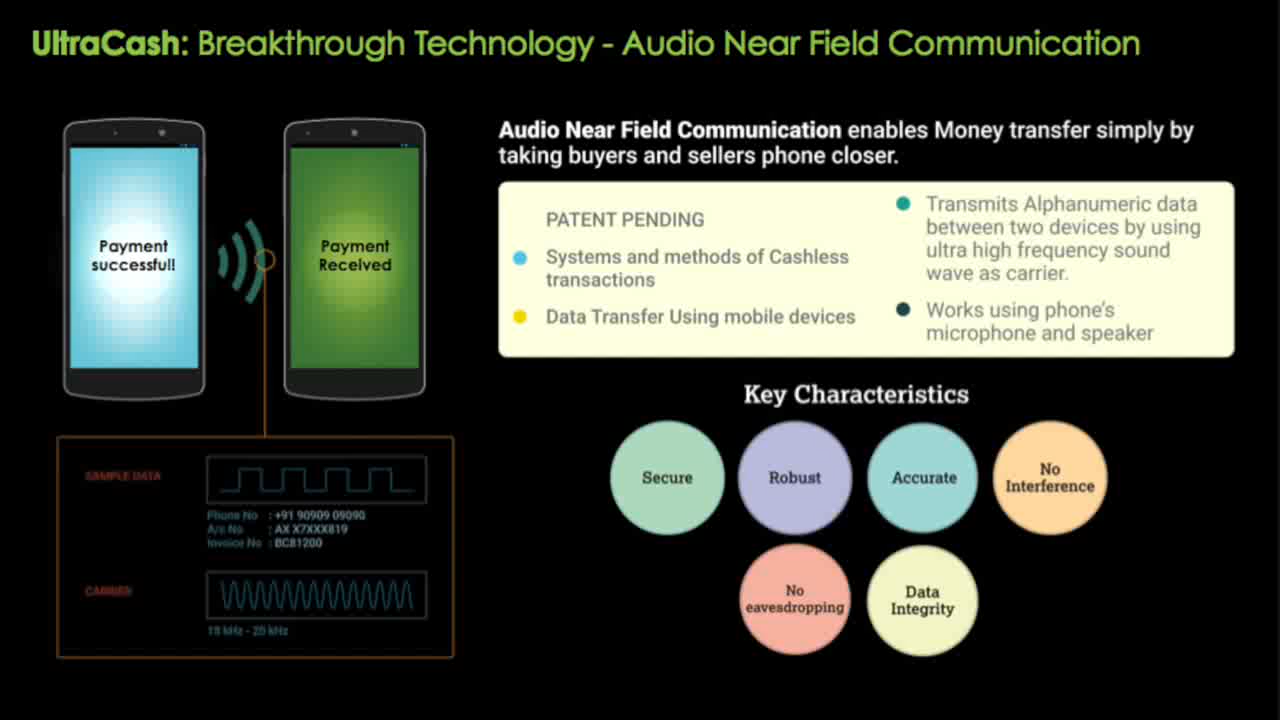 UltraCash: Breakthrough Technology - Audio Near Field Communication
Payment
successful!
Payment
Received
SAMPLE DATA
Phone No : +91 90909 09090
A/c No : AX X7XXX819
Invoice No : BC81200
CARRIER
18 kHz - 20 kHz
Audio Near Field Communication enables Money transfer simply by
taking buyers and sellers phone closer.
PATENT PENDING
Systems and methods of Cashless
transactions
Data Transfer Using mobile devices
Transmits Alphanumeric data
between two devices by using
ultra high frequency sound
wave as carrier.
Works using phone's
microphone and speaker
Key Characteristics
Secure
Robust
Accurate
No
Interference
No
eavesdropping
Data
Integrity